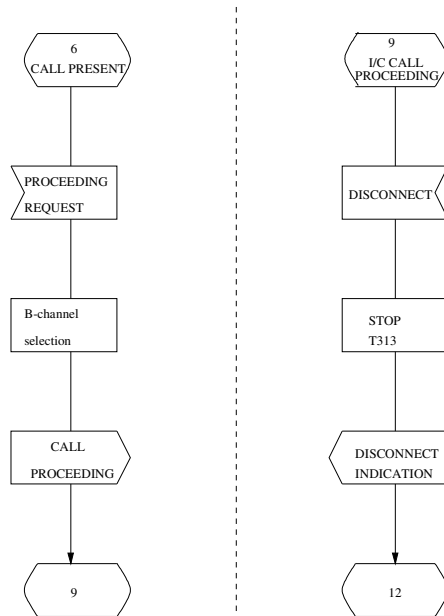 6
CALL PRESENT
PROCEEDING
REQUEST
B-channel
selection
CALL
PROCEEDING
9
9
I/C CALL
PROCEEDING
DISCONNECT
STOP
T313
DISCONNECT
INDICATION
12